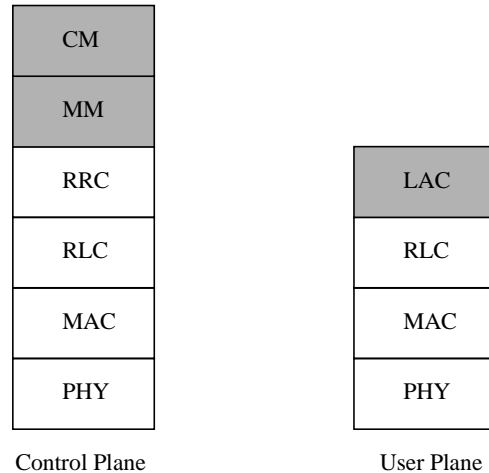 CM
MM
RRC
RLC
MAC
PHY
Control Plane
LAC
RLC
MAC
PHY
User Plane